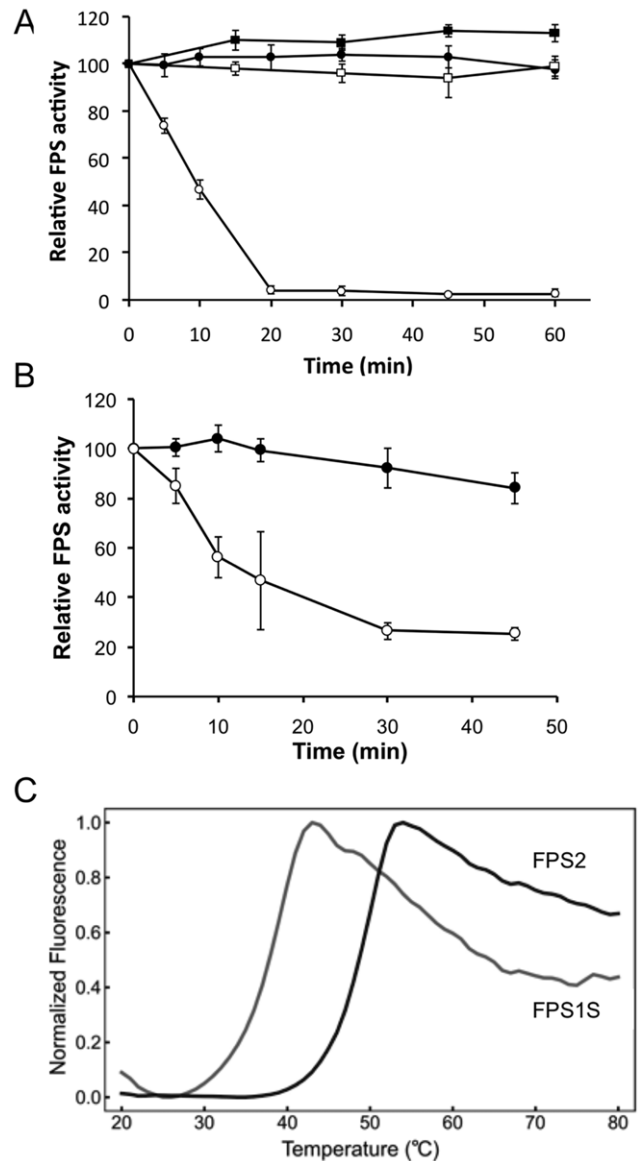 A
120
100
80
60
40
20
0
Relative FPS activity
0 10 20 30 40 50 60
Time (min)
B
120
100
80
60
40
20
0
Relative FPS activity
0 10 20 30 40 50
Time (min)
C
1.0
0.8
0.6
0.4
0.2
0.0
Normalized Fluorescence
FPS2
FPS1S
20 30 40 50 60 70 80
Temperature (℃)